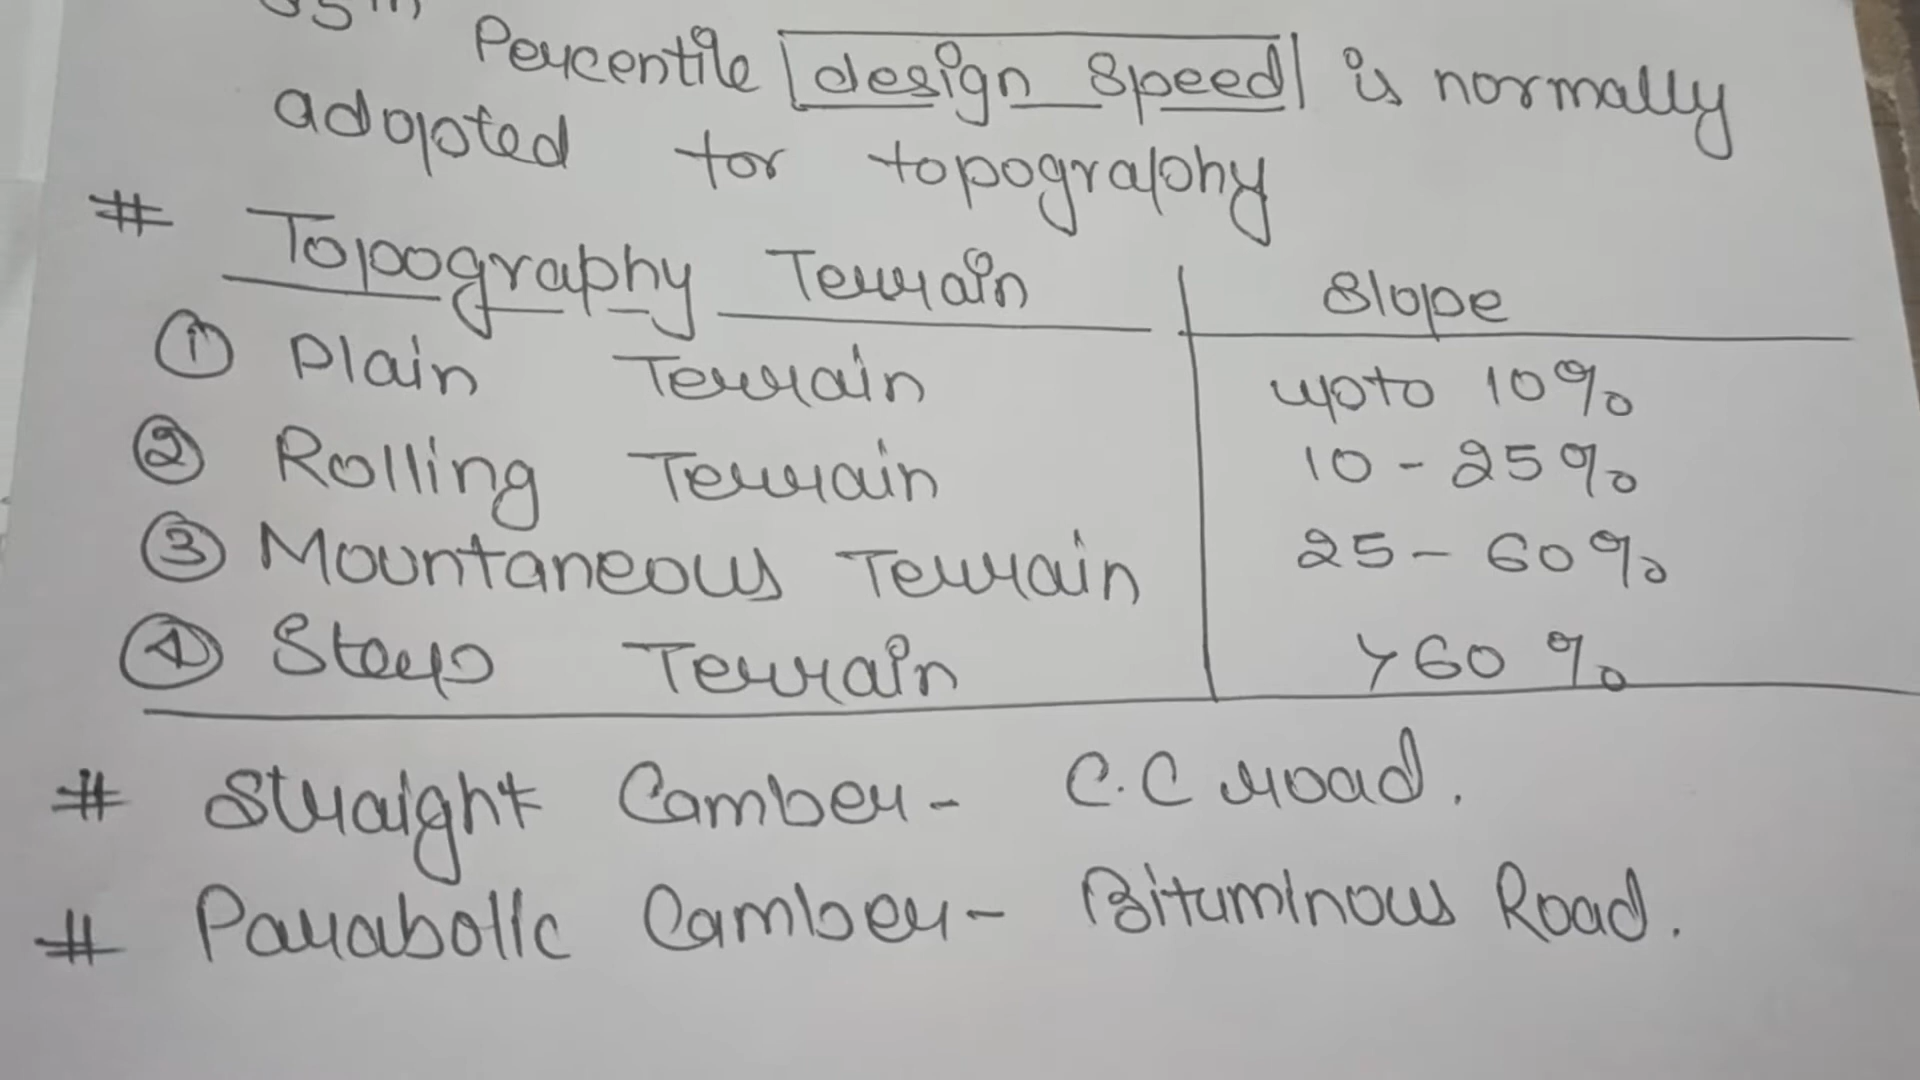 Percentile design speed is normally
adopted for topography
# Topography Terrain | Slope
① Plain Terrain | upto 10%
② Rolling Terrain | 10 - 25%
③ Mountaneous Terrain | 25 - 60%
④ Steep Terrain | >60%
# Straight Camber - C.C road.
# Parabolic Camber - Bituminous Road.